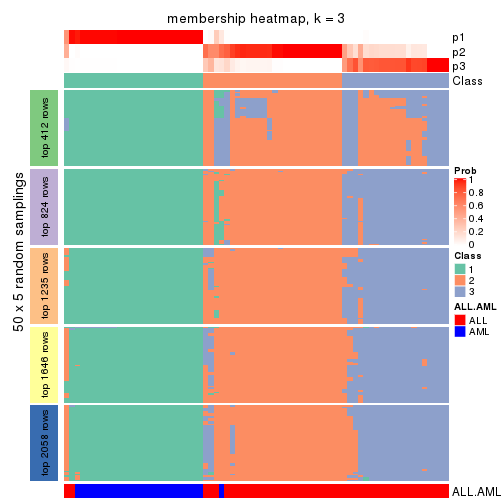 membership heatmap, k = 3
p1
p2
p3
Class
50 x 5 random samplings
top 412 rows
top 824 rows
top 1235 rows
top 1646 rows
top 2058 rows
Prob
1
0.8
0.6
0.4
0.2
0
Class
1
2
3
ALL.AML
ALL
AML
ALL.AML